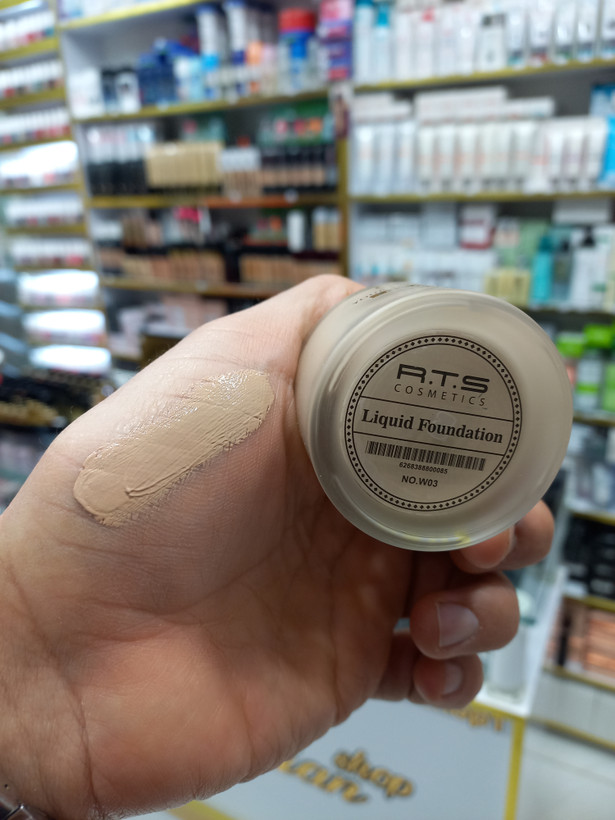 R.T.S
COSMETICS
Liquid Foundation
6268388800085
NO.W03
shop